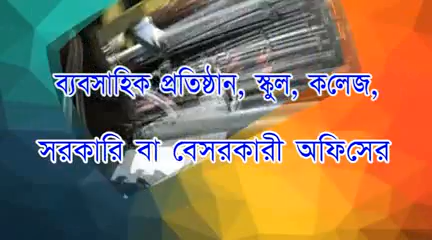 ব্যবসাহিক প্রতিষ্ঠান, স্কুল, কলেজ,
সরকারি বা বেসরকারী অফিসের